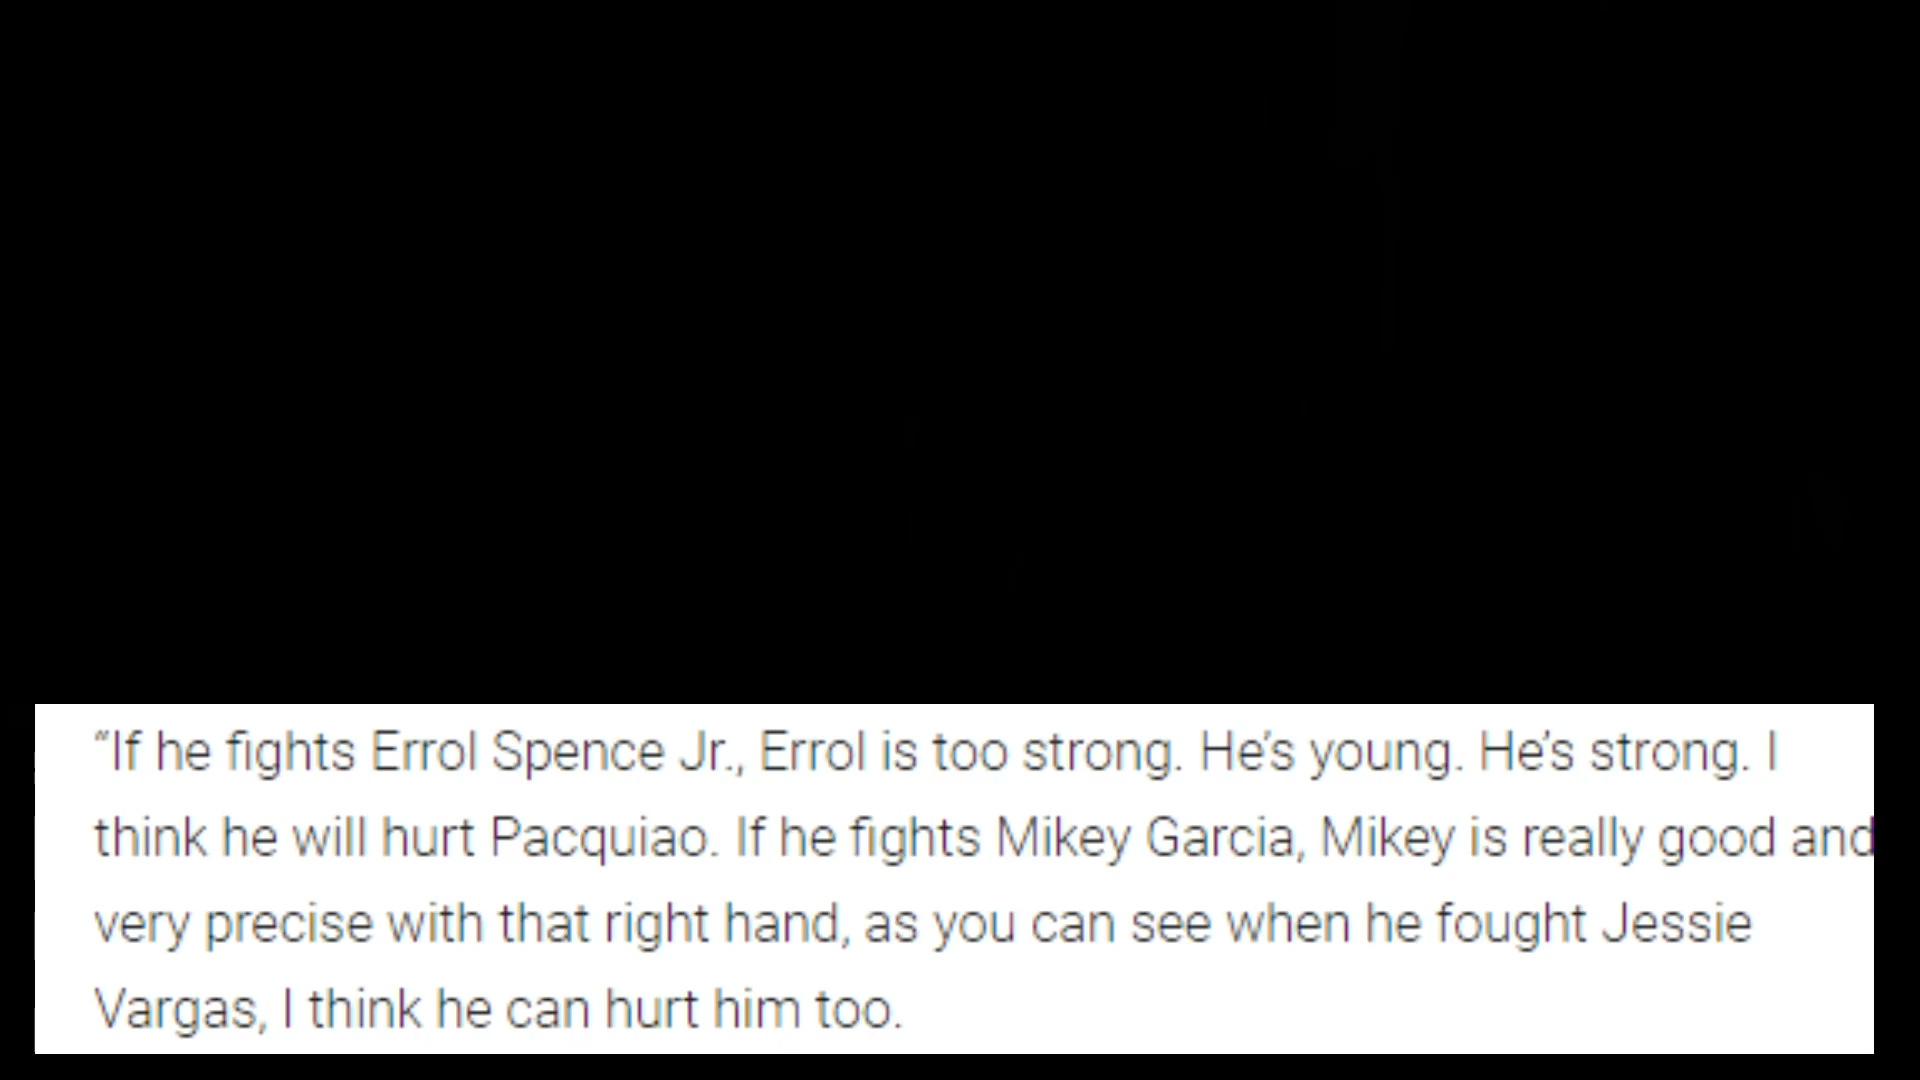 “If he fights Errol Spence Jr., Errol is too strong. He’s young. He’s strong. I
think he will hurt Pacquiao. If he fights Mikey Garcia, Mikey is really good and
very precise with that right hand, as you can see when he fought Jessie
Vargas, I think he can hurt him too.